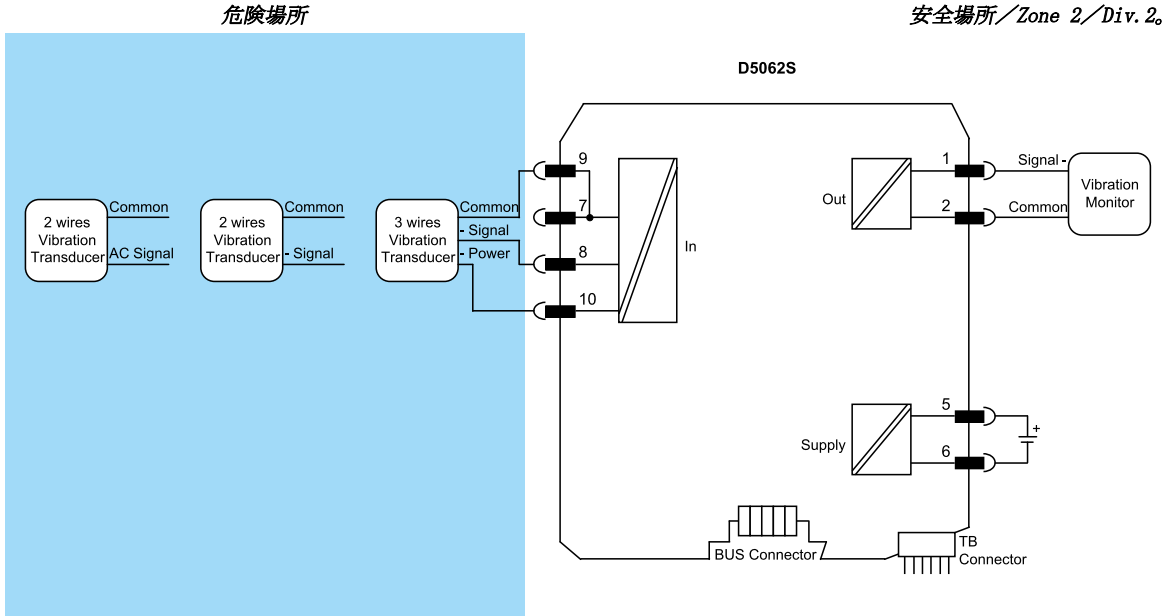 危険場所
安全場所／Zone 2／Div.2。
D5062S
2 wires
Vibration
Transducer
Common
AC Signal
2 wires
Vibration
Transducer
Common
- Signal
3 wires
Vibration
Transducer
Common
- Signal
- Power
9
7
8
10
In
Out
1
2
Signal -
Common
Vibration
Monitor
Supply
5
6
+
BUS Connector
TB
Connector